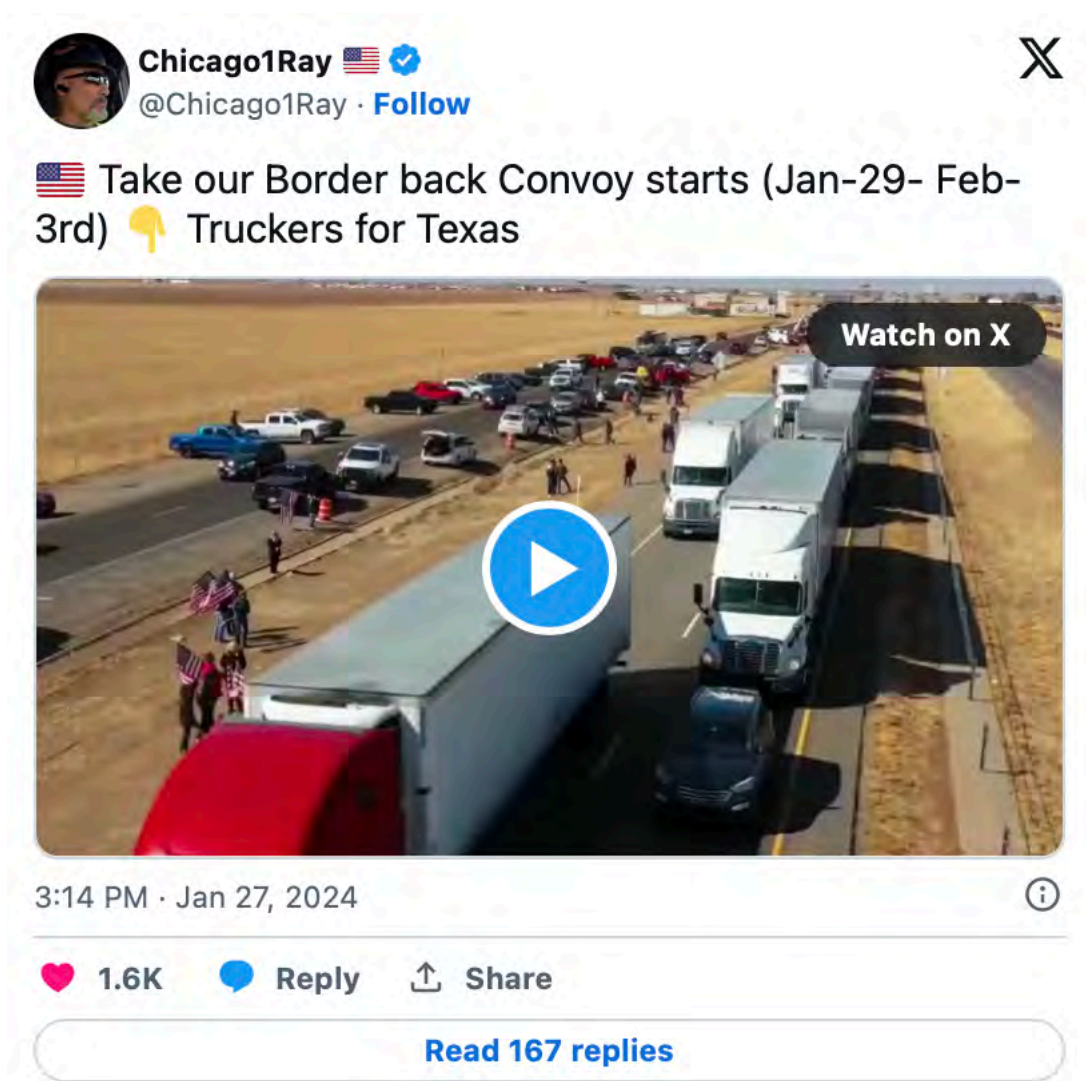 Chicago1Ray 🇺🇸
@Chicago1Ray · Follow
🇺🇸 Take our Border back Convoy starts (Jan-29- Feb-
3rd) 👇 Truckers for Texas
Watch on X
3:14 PM · Jan 27, 2024
1.6K Reply Share
Read 167 replies